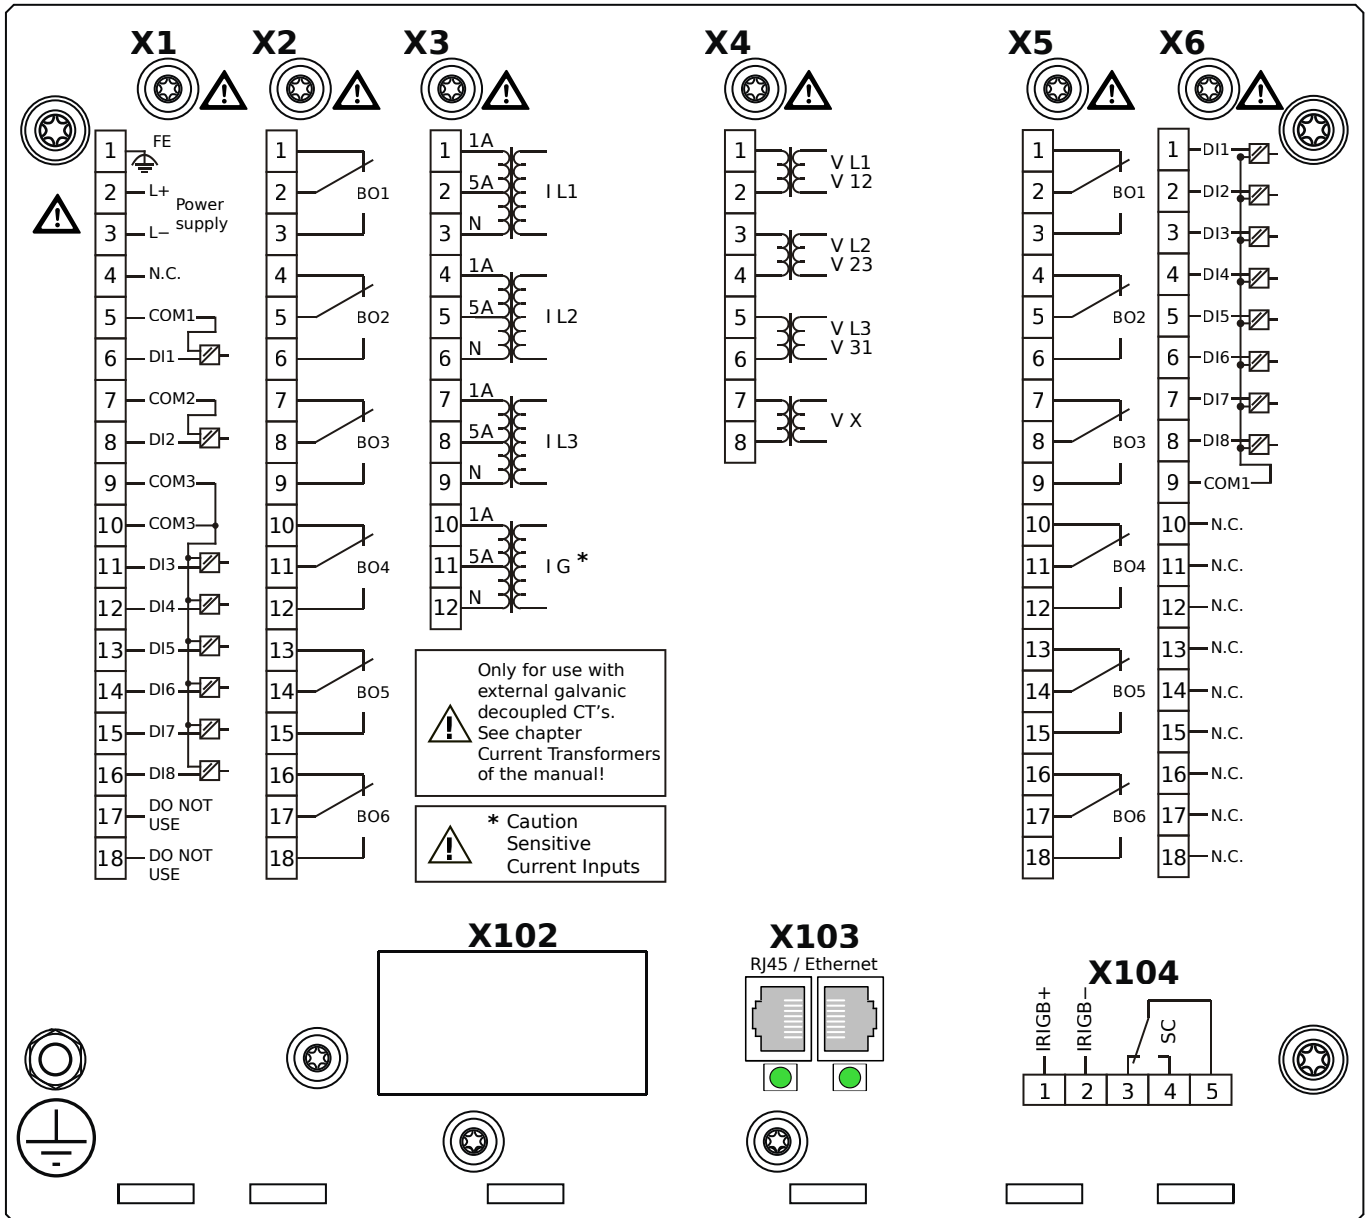 X1
X2
X3
X4
X5
X6
1
FE
2
L+
Power
supply
3
L−
4
N.C.
5
COM1
6
DI1
7
COM2
8
DI2
9
COM3
10
COM3
11
DI3
12
DI4
13
DI5
14
DI6
15
DI7
16
DI8
17
DO NOT
USE
18
DO NOT
USE
1
2
BO1
3
4
5
BO2
6
7
8
BO3
9
10
11
BO4
12
13
14
BO5
15
16
17
BO6
18
1
1A
2
5A
I L1
3
N
4
1A
5
5A
I L2
6
N
7
1A
8
5A
I L3
9
N
10
1A
11
5A
I G *
12
N
Only for use with
external galvanic
decoupled CT's.
See chapter
Current Transformers
of the manual!
* Caution
Sensitive
Current Inputs
1
V L1
2
V 12
3
V L2
4
V 23
5
V L3
6
V 31
7
V X
8
1
2
BO1
3
4
5
BO2
6
7
8
BO3
9
10
11
BO4
12
13
14
BO5
15
16
17
BO6
18
1
DI1
2
DI2
3
DI3
4
DI4
5
DI5
6
DI6
7
DI7
8
DI8
9
COM1
10
N.C.
11
N.C.
12
N.C.
13
N.C.
14
N.C.
15
N.C.
16
N.C.
17
N.C.
18
N.C.
X102
X103
RJ45 / Ethernet
X104
IRIGB+
IRIGB−
SC
1
2
3
4
5